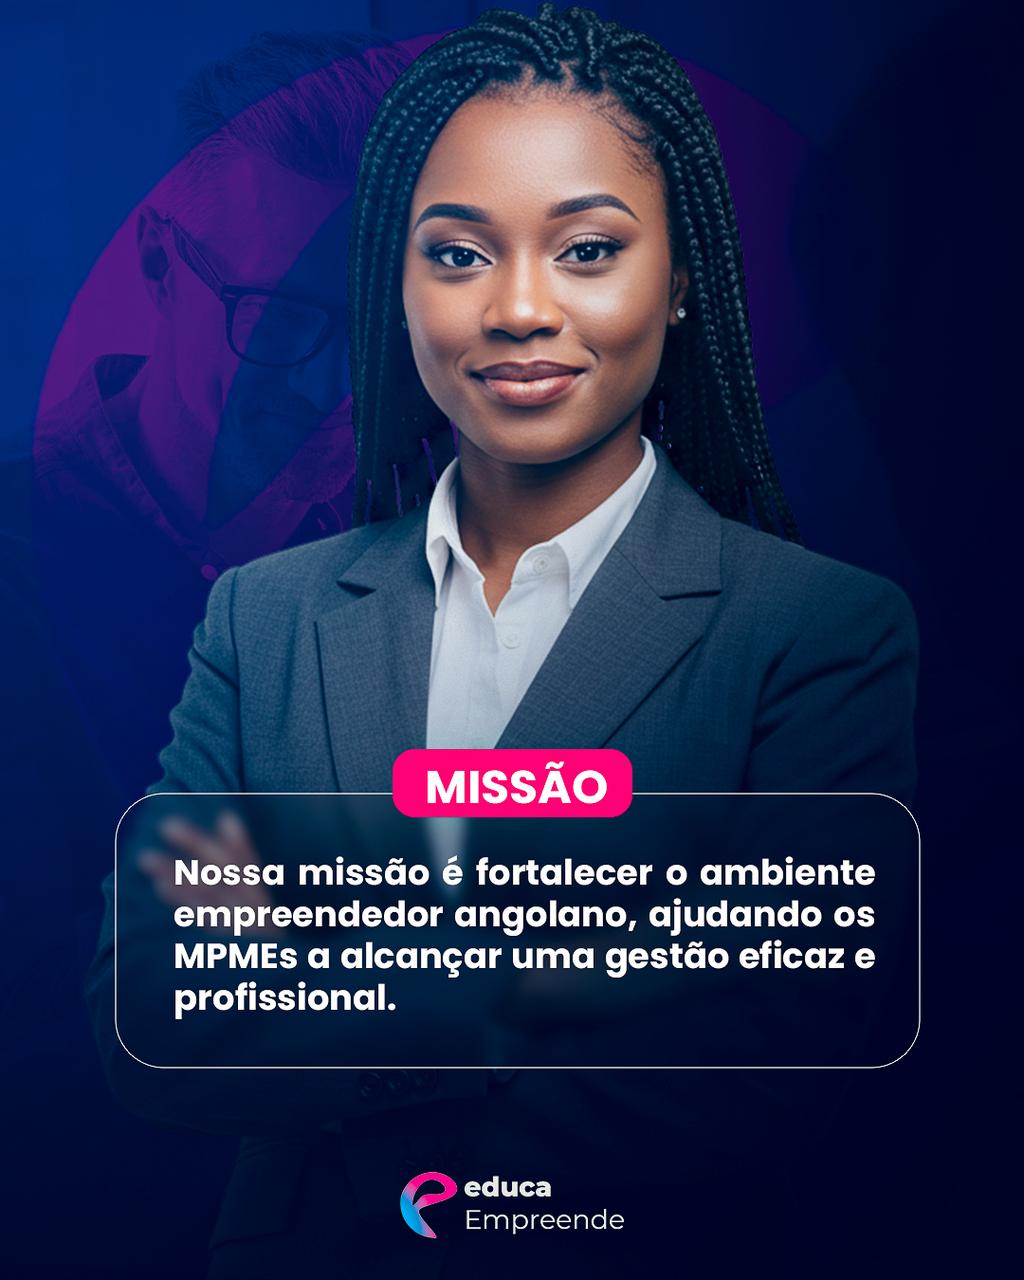 MISSÃO
Nossa missão é fortalecer o ambiente
empreendedor angolano, ajudando os
MPMEs a alcançar uma gestão eficaz e
profissional.
educa
Empreende